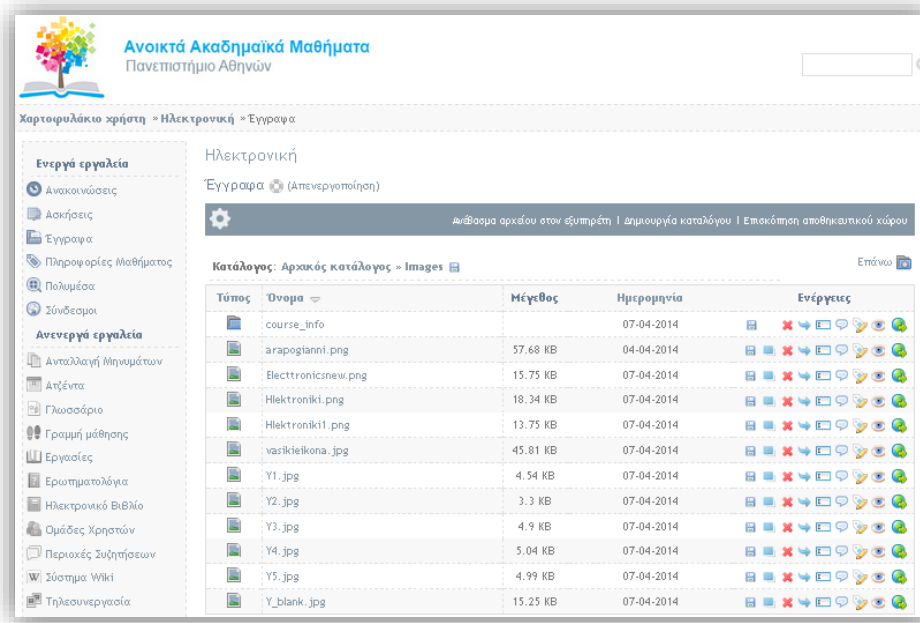 Ανοικτά Ακαδημαϊκά Μαθήματα
Πανεπιστήμιο Αθηνών
Χαρτοφυλάκιο χρήστη » Ηλεκτρονική » Έγγραφα
Ενεργά εργαλεία
Ανακοινώσεις
Ασκήσεις
Έγγραφα
Πληροφορίες Μαθήματος
Πολυμέσα
Σύνδεσμοι
Ανενεργά εργαλεία
Ανταλλαγή Μηνυμάτων
Ατζέντα
Γλωσσάριο
Γραμμή μάθησης
Εργασίες
Ερωτηματολόγια
Ηλεκτρονικό Βιβλίο
Ομάδες Χρηστών
Περιοχές Συζητήσεων
Σύστημα Wiki
Τηλεσυνεργασία
Ηλεκτρονική
Έγγραφα (Απενεργοποίηση)
Ανέβασμα αρχείου στον εξυπηρέτη | Δημιουργία καταλόγου | Επισκόπηση αποθηκευτικού χώρου
Κατάλογος: Αρχικός κατάλογος » Images Επάνω
Τύπος Όνομα Μέγεθος Ημερομηνία Ενέργειες
course_info 07-04-2014
arapogianni.png 57.68 KB 04-04-2014
Electtronicsnew.png 15.75 KB 07-04-2014
Hlektroniki.png 18.34 KB 07-04-2014
Hlektroniki1.png 13.75 KB 07-04-2014
vasikieikona.jpg 45.81 KB 07-04-2014
Y1.jpg 4.54 KB 07-04-2014
Y2.jpg 3.3 KB 07-04-2014
Y3.jpg 4.9 KB 07-04-2014
Y4.jpg 5.04 KB 07-04-2014
Y5.jpg 4.99 KB 07-04-2014
Y_blank.jpg 15.25 KB 07-04-2014